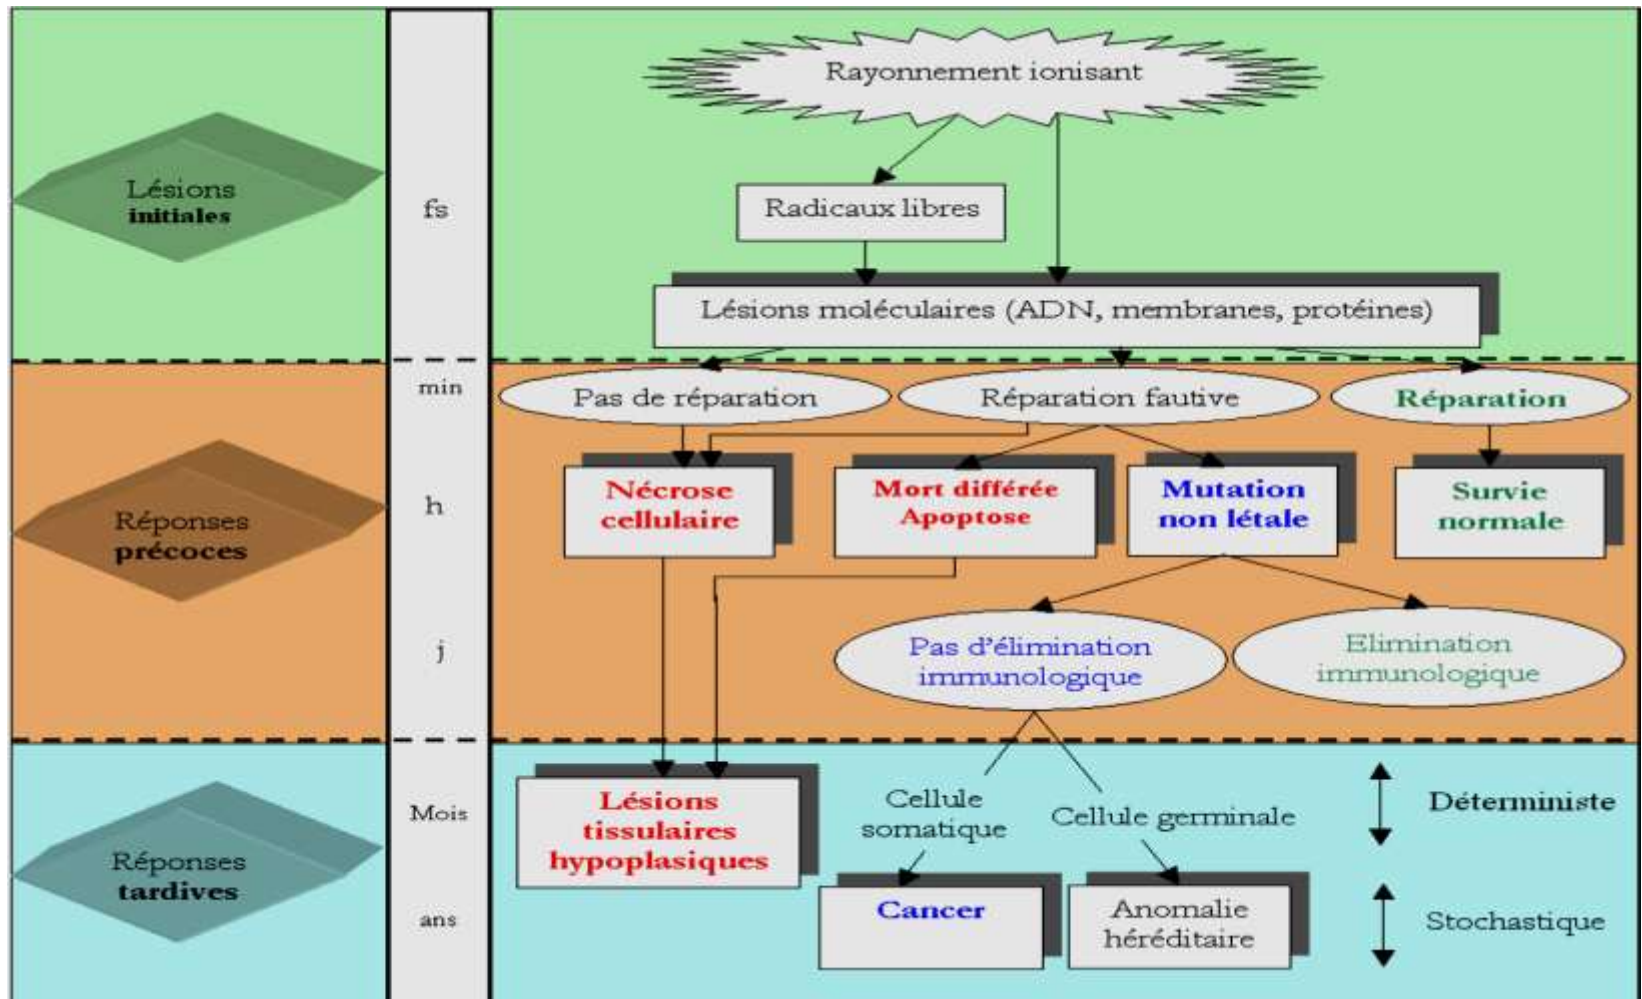 Rayonnement ionisant
Lésions
initiales
fs
Radicaux libres
Lésions moléculaires (ADN, membranes, protéines)
min
Pas de réparation
Réparation fautive
Réparation
Réponses
précoces
h
Nécrose
cellulaire
Mort différée
Apoptose
Mutation
non létale
Survie
normale
j
Pas d'élimination
immunologique
Elimination
immunologique
Réponses
tardives
Mois
Lésions
tissulaires
hypoplasiques
Cellule
somatique
Cellule germinale
Déterministe
ans
Cancer
Anomalie
héréditaire
Stochastique